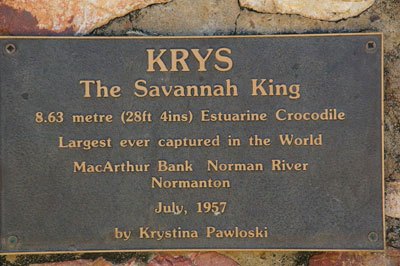 KRYS
The Savannah King
8.63 metre (28ft 4ins) Estuarine Crocodile
Largest ever captured in the World
MacArthur Bank Norman River
Normanton
July, 1957
by Krystina Pawloski